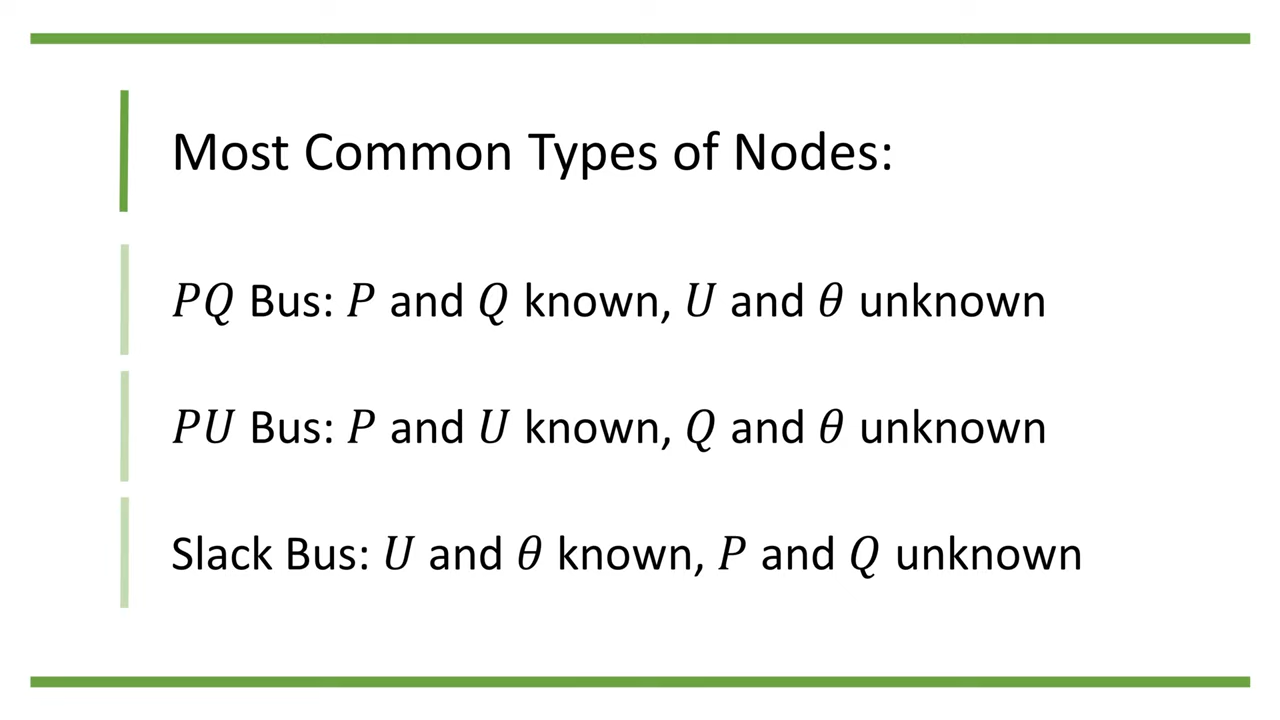 Most Common Types of Nodes:
𝑃𝑄 Bus: 𝑃 and 𝑄 known, 𝑈 and 𝜃 unknown
𝑃𝑈 Bus: 𝑃 and 𝑈 known, 𝑄 and 𝜃 unknown
Slack Bus: 𝑈 and 𝜃 known, 𝑃 and 𝑄 unknown